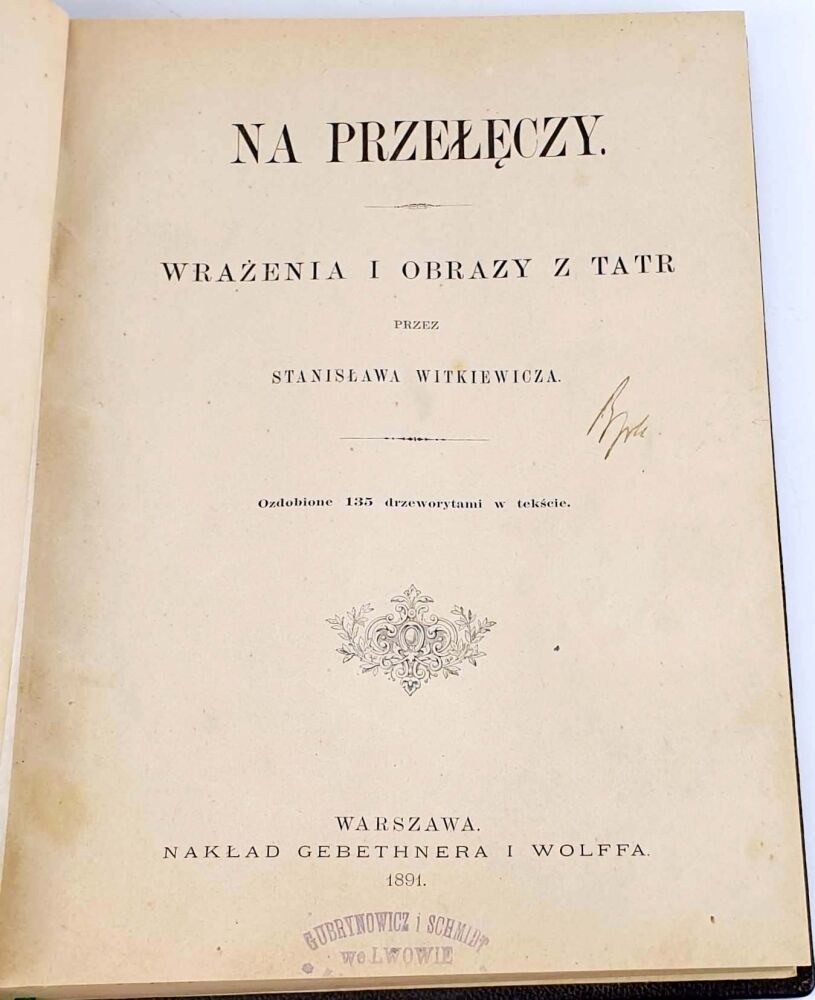 NA PRZEŁĘCZY.
WRAŻENIA I OBRAZY Z TATR
PRZEZ
STANISŁAWA WITKIEWICZA.
Ozdobione 135 drzeworytami w tekście.
WARSZAWA.
NAKŁAD GEBETHNERA I WOLFFA.
1891.
GUBRYNOWICZ i SCHMIDT
we LWOWIE